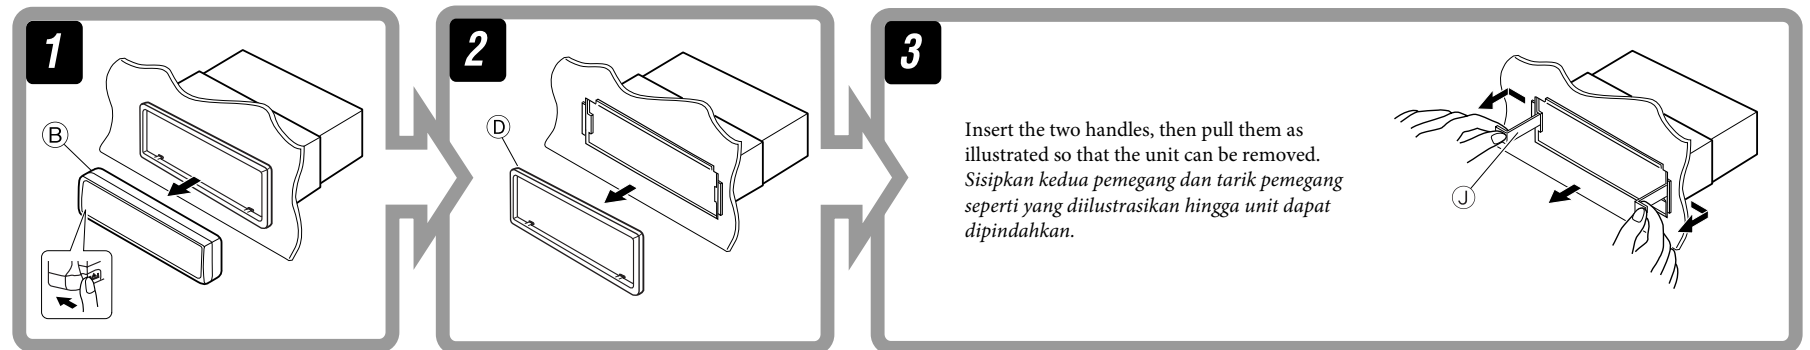 1
B
2
D
3
Insert the two handles, then pull them as
illustrated so that the unit can be removed.
Sisipkan kedua pemegang dan tarik pemegang
seperti yang diilustrasikan hingga unit dapat
dipindahkan.
J